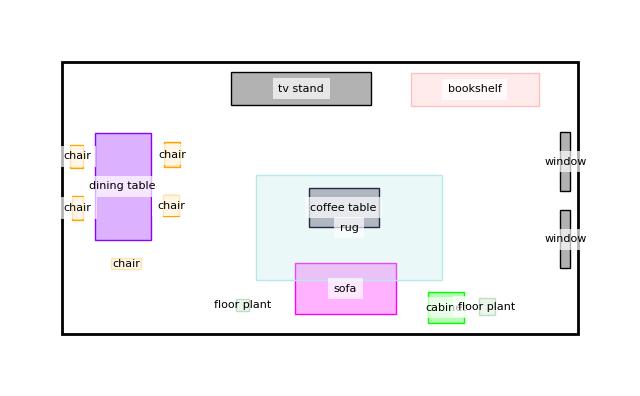 tv stand
bookshelf
chair
chair
window
dining table
chair
chair
coffee table
rug
window
chair
sofa
floor plant
floor plant